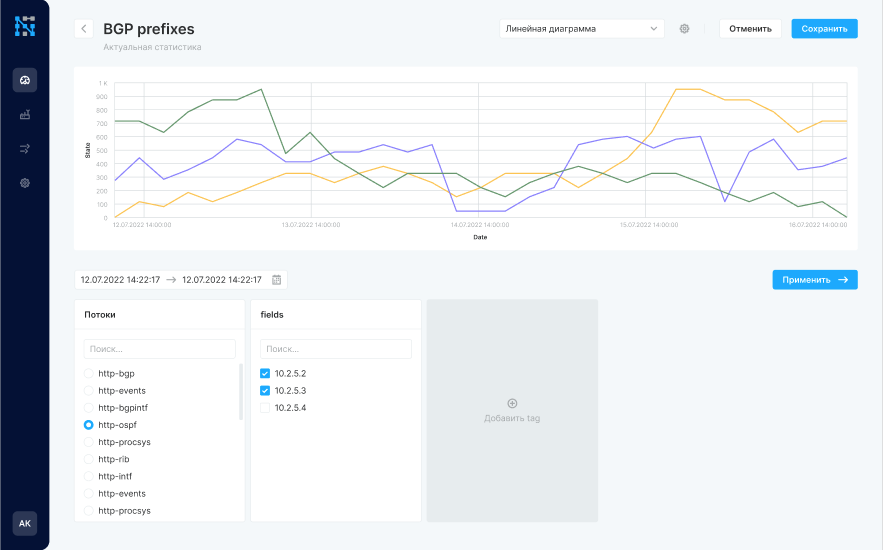 BGP prefixes
Актуальная статистика
Линейная диаграмма
Отменить
Сохранить
State
1 K
900
800
700
600
500
400
300
200
100
0
12.07.2022 14:00:00
13.07.2022 14:00:00
14.07.2022 14:00:00
15.07.2022 14:00:00
16.07.2022 14:00:00
Date
12.07.2022 14:22:17 → 12.07.2022 14:22:17
Применить →
Потоки
Поиск...
http-bgp
http-events
http-bgpintf
http-ospf
http-procsys
http-rib
http-intf
http-events
http-procsys
fields
Поиск...
10.2.5.2
10.2.5.3
10.2.5.4
Добавить tag
АК